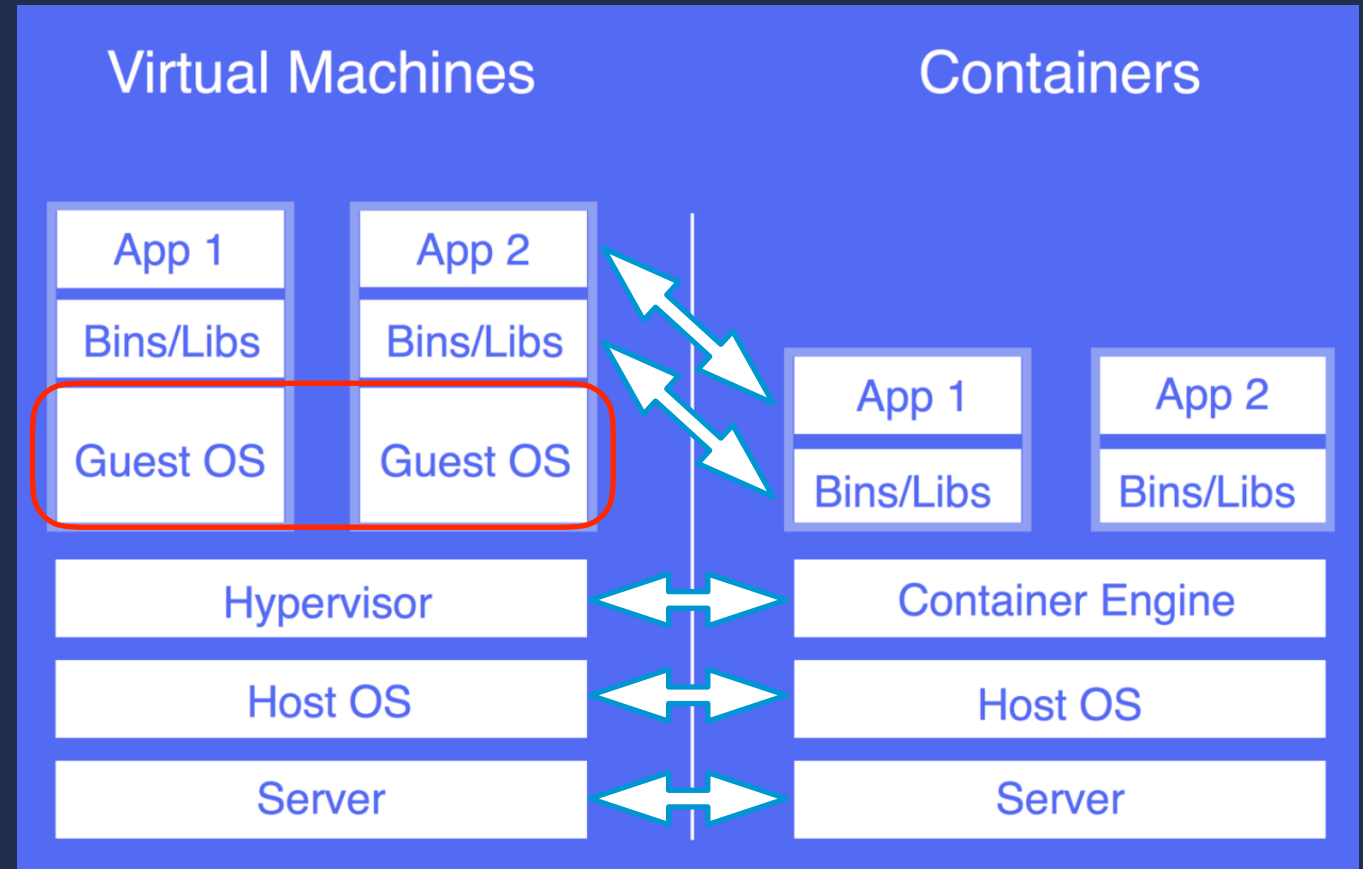 Virtual Machines
App 1
App 2
Bins/Libs
Bins/Libs
Guest OS
Guest OS
Hypervisor
Host OS
Server
Containers
App 1
App 2
Bins/Libs
Bins/Libs
Container Engine
Host OS
Server